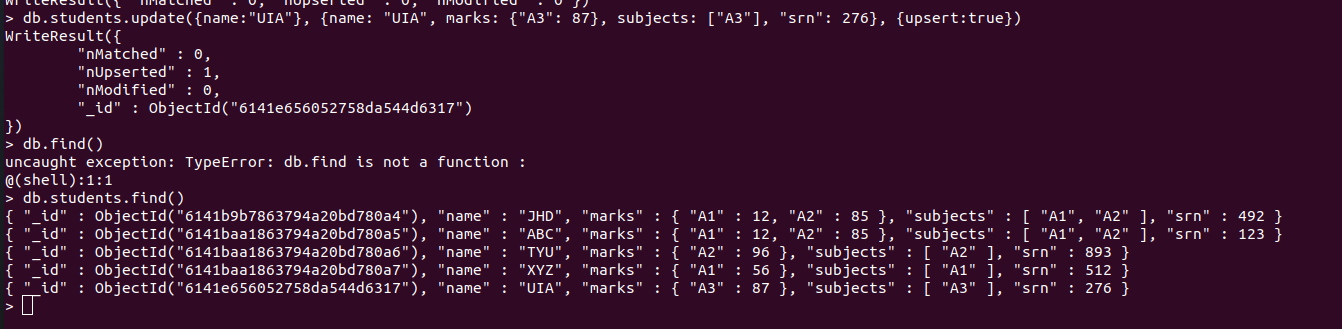 WriteResult({ "nMatched" : 0, "nUpserted" : 0, "nModified" : 0 })
> db.students.update({name:"UIA"}, {name: "UIA", marks: {"A3": 87}, subjects: ["A3"], "srn": 276}, {upsert:true})
WriteResult({
"nMatched" : 0,
"nUpserted" : 1,
"nModified" : 0,
"_id" : ObjectId("6141e656052758da544d6317")
})
> db.find()
uncaught exception: TypeError: db.find is not a function :
@(shell):1:1
> db.students.find()
{ "_id" : ObjectId("6141b9b7863794a20bd780a4"), "name" : "JHD", "marks" : { "A1" : 12, "A2" : 85 }, "subjects" : [ "A1", "A2" ], "srn" : 492 }
{ "_id" : ObjectId("6141baa1863794a20bd780a5"), "name" : "ABC", "marks" : { "A1" : 12, "A2" : 85 }, "subjects" : [ "A1", "A2" ], "srn" : 123 }
{ "_id" : ObjectId("6141baa1863794a20bd780a6"), "name" : "TYU", "marks" : { "A2" : 96 }, "subjects" : [ "A2" ], "srn" : 893 }
{ "_id" : ObjectId("6141baa1863794a20bd780a7"), "name" : "XYZ", "marks" : { "A1" : 56 }, "subjects" : [ "A1" ], "srn" : 512 }
{ "_id" : ObjectId("6141e656052758da544d6317"), "name" : "UIA", "marks" : { "A3" : 87 }, "subjects" : [ "A3" ], "srn" : 276 }
>